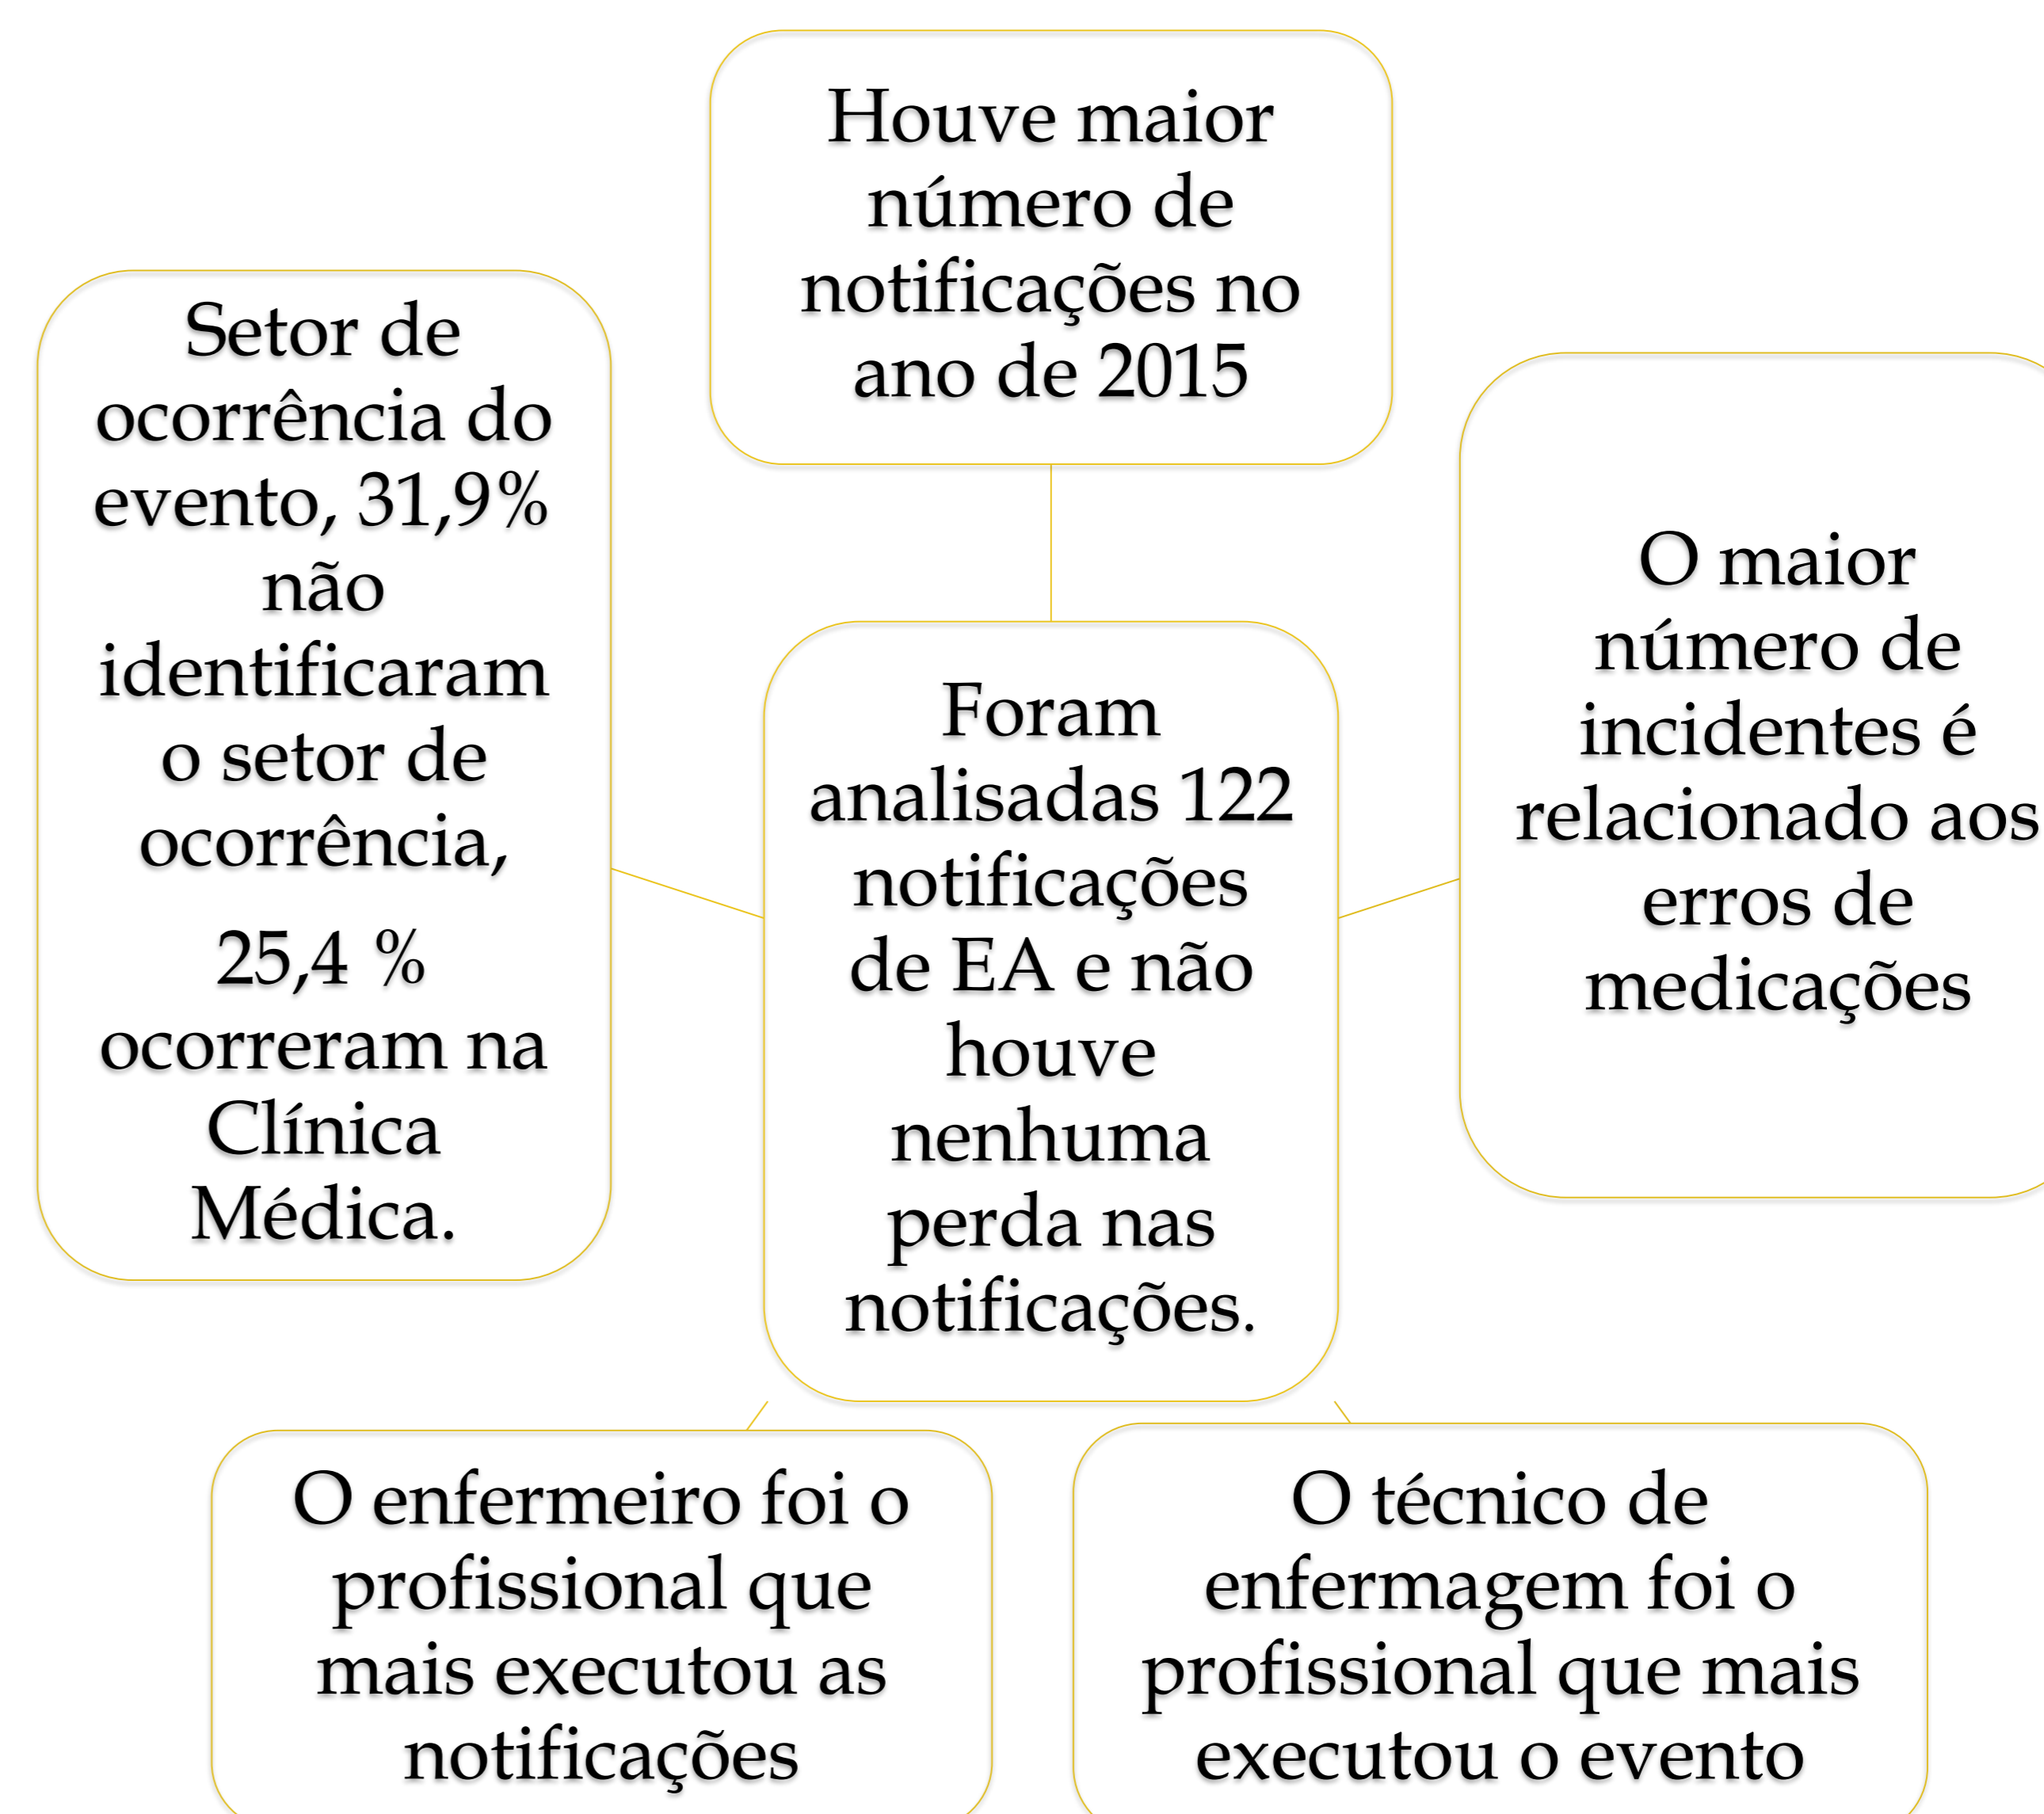 Houve maior
número de
notificações no
ano de 2015
Setor de
ocorrência do
evento, 31,9%
não
identificaram
o setor de
ocorrência,
25,4 %
ocorreram na
Clínica
Médica.
Foram
analisadas 122
notificações
de EA e não
houve
nenhuma
perda nas
notificações.
O maior
número de
incidentes é
relacionado aos
erros de
medicações
O enfermeiro foi o
profissional que
mais executou as
notificações
O técnico de
enfermagem foi o
profissional que mais
executou o evento